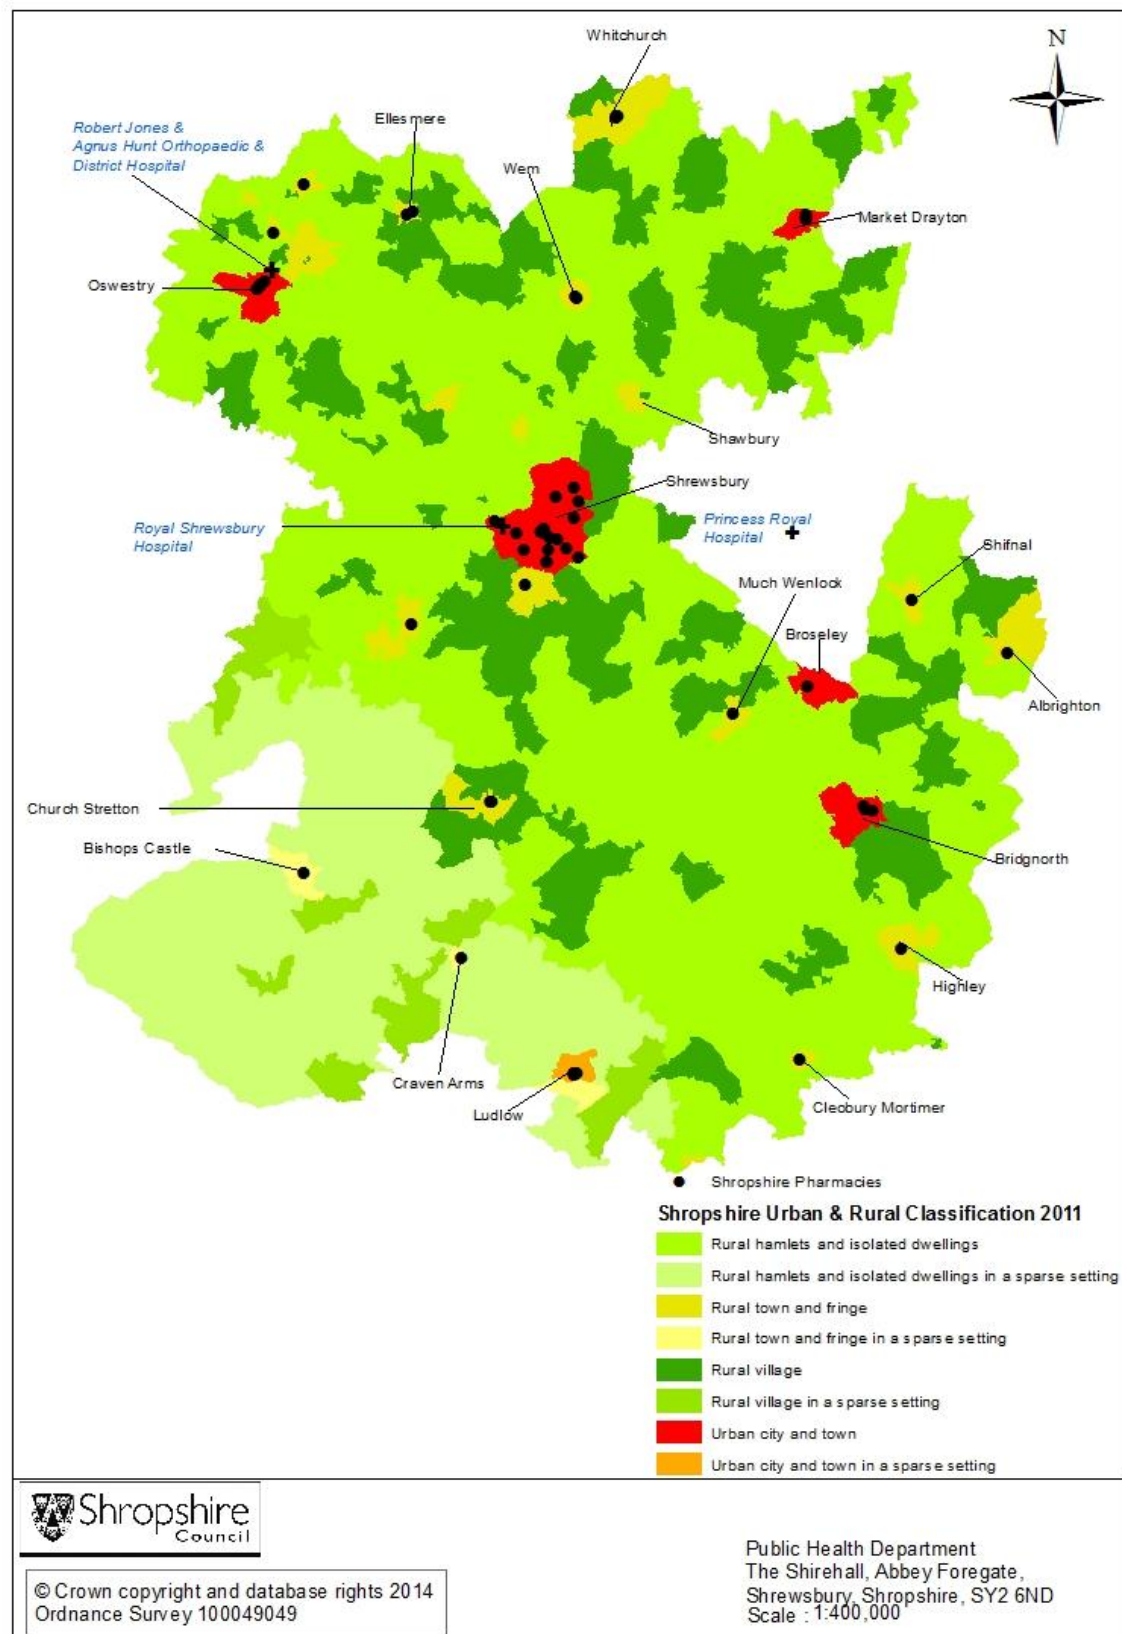 Whitchurch
N
Robert Jones &
Agnus Hunt Orthopaedic &
District Hospital
Ellesmere
Wem
Market Drayton
Oswestry
Shawbury
Shrewsbury
Royal Shrewsbury
Hospital
Princess Royal
Hospital
Shifnal
Much Wenlock
Broseley
Albrighton
Church Stretton
Bishops Castle
Bridgnorth
Highley
Craven Arms
Ludlow
Cleobury Mortimer
Shropshire Pharmacies
Shropshire Urban & Rural Classification 2011
Rural hamlets and isolated dwellings
Rural hamlets and isolated dwellings in a sparse setting
Rural town and fringe
Rural town and fringe in a sparse setting
Rural village
Rural village in a sparse setting
Urban city and town
Urban city and town in a sparse setting
Shropshire
Council
© Crown copyright and database rights 2014
Ordnance Survey 100049049
Public Health Department
The Shirehall, Abbey Foregate,
Shrewsbury, Shropshire, SY2 6ND
Scale : 1:400,000